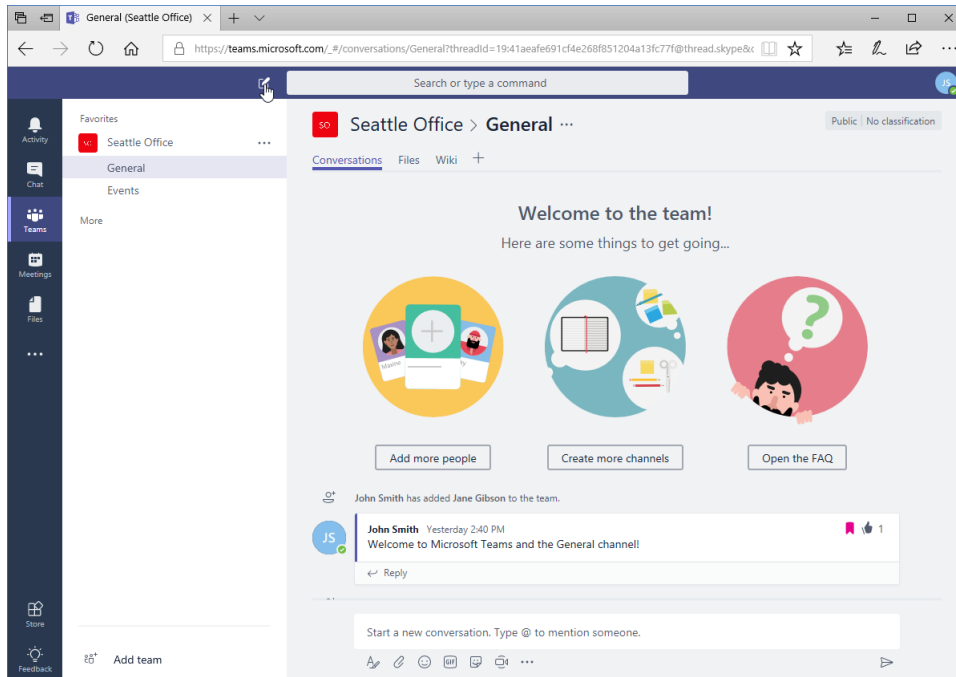 General (Seattle Office)
https://teams.microsoft.com/_#/conversations/General?threadId=19:41aeafe691cf4e268f851204a13fc77f@thread.skype&c
Search or type a command
JS
Activity
Chat
Teams
Meetings
Files
Store
Feedback
Favorites
Seattle Office
General
Events
More
Add team
SO
Seattle Office > General
Public | No classification
Conversations Files Wiki
Welcome to the team!
Here are some things to get going...
Maxine
Add more people
Create more channels
Open the FAQ
John Smith has added Jane Gibson to the team.
JS
John Smith Yesterday 2:40 PM
1
Welcome to Microsoft Teams and the General channel!
Reply
Start a new conversation. Type @ to mention someone.
GIF